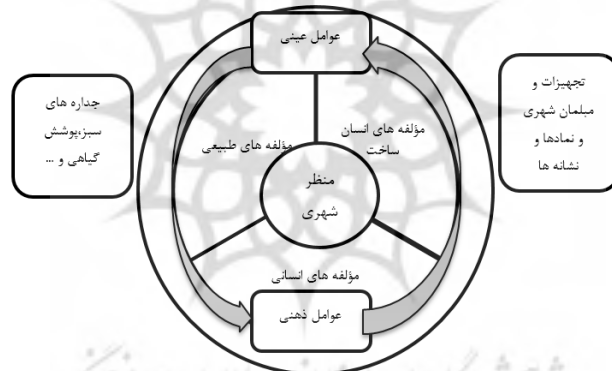 عوامل عینی
تجهیزات و
مبلمان شهری
و نمادها و
نشانه ها
جداره های
سبز،پوشش
گیاهی و ...
مؤلفه های انسان
ساخت
مؤلفه های طبیعی
منظر
شهری
مؤلفه های انسانی
عوامل ذهنی